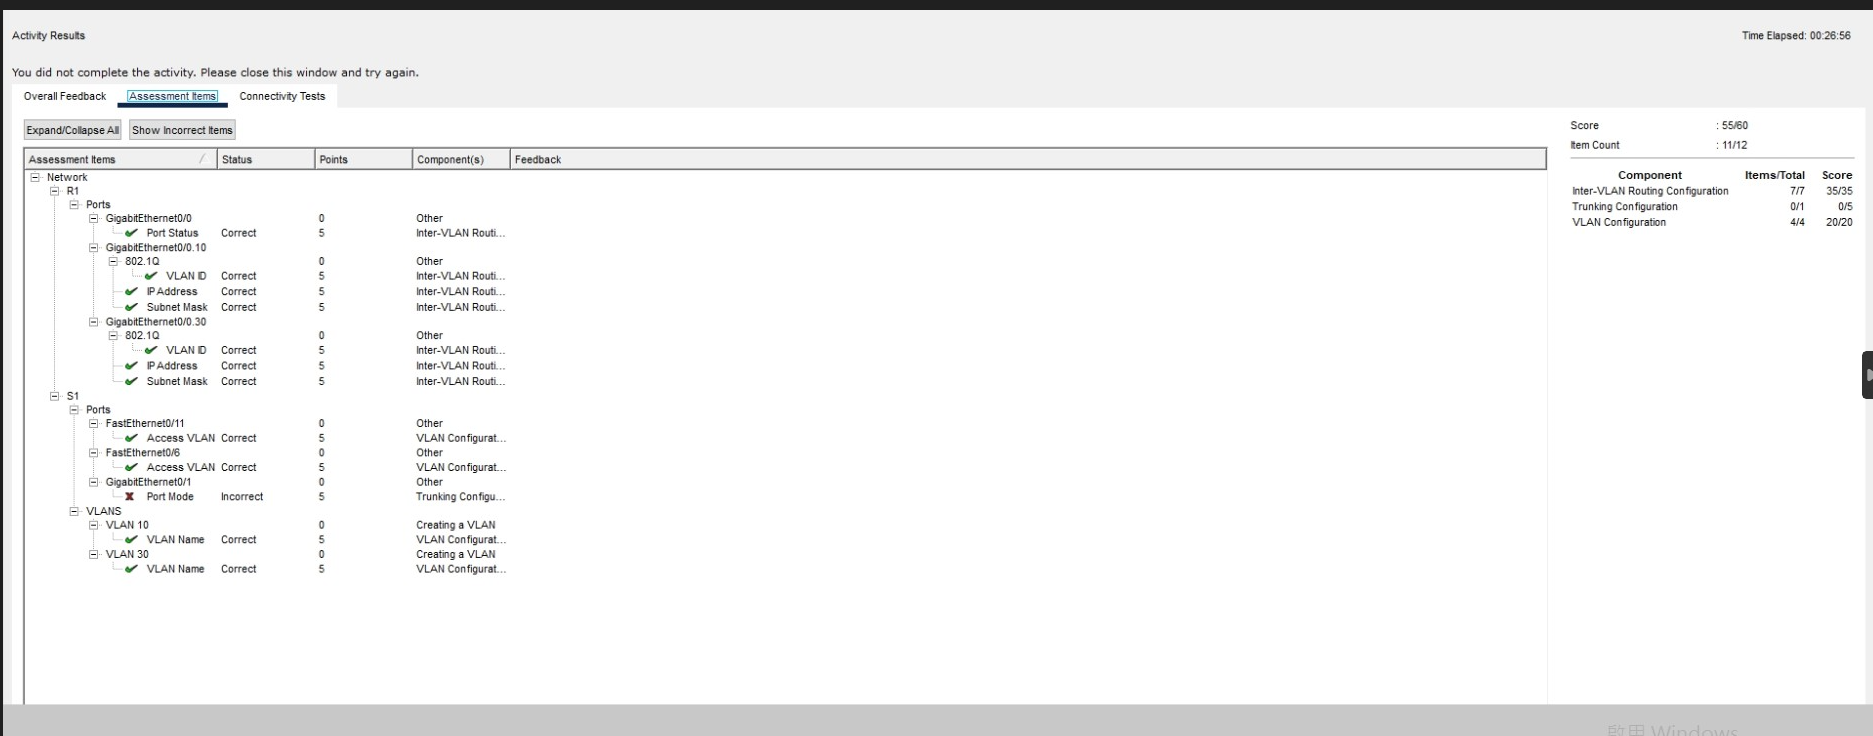 Activity Results
Time Elapsed: 00:26:56
You did not complete the activity. Please close this window and try again.
Overall Feedback Assessment Items Connectivity Tests
Expand/Collapse All Show Incorrect Items
Assessment Items Status Points Component(s) Feedback
Network
R1
Ports
GigabitEthernet0/0 0 Other
Port Status Correct 5 Inter-VLAN Routi...
GigabitEthernet0/0.10
802.1Q 0 Other
VLAN ID Correct 5 Inter-VLAN Routi...
IP Address Correct 5 Inter-VLAN Routi...
Subnet Mask Correct 5 Inter-VLAN Routi...
GigabitEthernet0/0.30
802.1Q 0 Other
VLAN ID Correct 5 Inter-VLAN Routi...
IP Address Correct 5 Inter-VLAN Routi...
Subnet Mask Correct 5 Inter-VLAN Routi...
S1
Ports
FastEthernet0/11 0 Other
Access VLAN Correct 5 VLAN Configurat...
FastEthernet0/6 0 Other
Access VLAN Correct 5 VLAN Configurat...
GigabitEthernet0/1 0 Other
Port Mode Incorrect 5 Trunking Configu...
VLANS
VLAN 10 0 Creating a VLAN
VLAN Name Correct 5 VLAN Configurat...
VLAN 30 0 Creating a VLAN
VLAN Name Correct 5 VLAN Configurat...
Score : 55/60
Item Count : 11/12
Component Items/Total Score
Inter-VLAN Routing Configuration 7/7 35/35
Trunking Configuration 0/1 0/5
VLAN Configuration 4/4 20/20
啟用 Windows